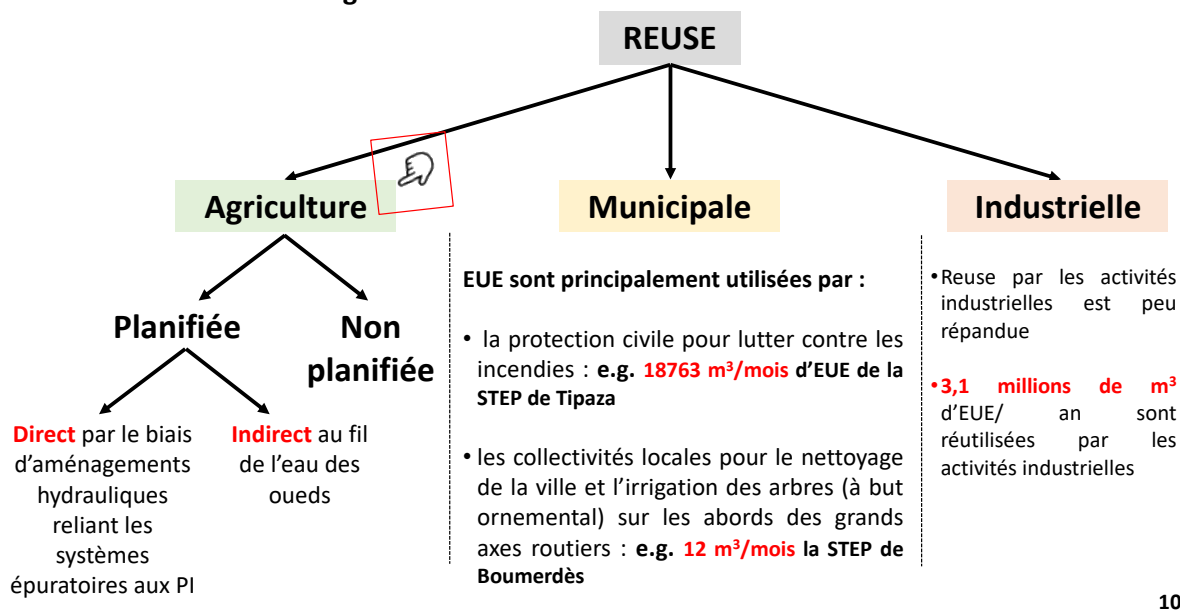 REUSE
Agriculture
Municipale
Industrielle
Planifiée
Non
planifiée
Direct par le biais
d'aménagements
hydrauliques
reliant les
systèmes
épuratoires aux PI
Indirect au fil
de l'eau des
oueds
EUE sont principalement utilisées par :
• la protection civile pour lutter contre les
incendies : e.g. 18763 m³/mois d'EUE de la
STEP de Tipaza
• les collectivités locales pour le nettoyage
de la ville et l'irrigation des arbres (à but
ornemental) sur les abords des grands
axes routiers : e.g. 12 m³/mois la STEP de
Boumerdès
• Reuse par les activités
industrielles est peu
répandue
• 3,1 millions de m³
d'EUE/ an sont
réutilisées par les
activités industrielles
10